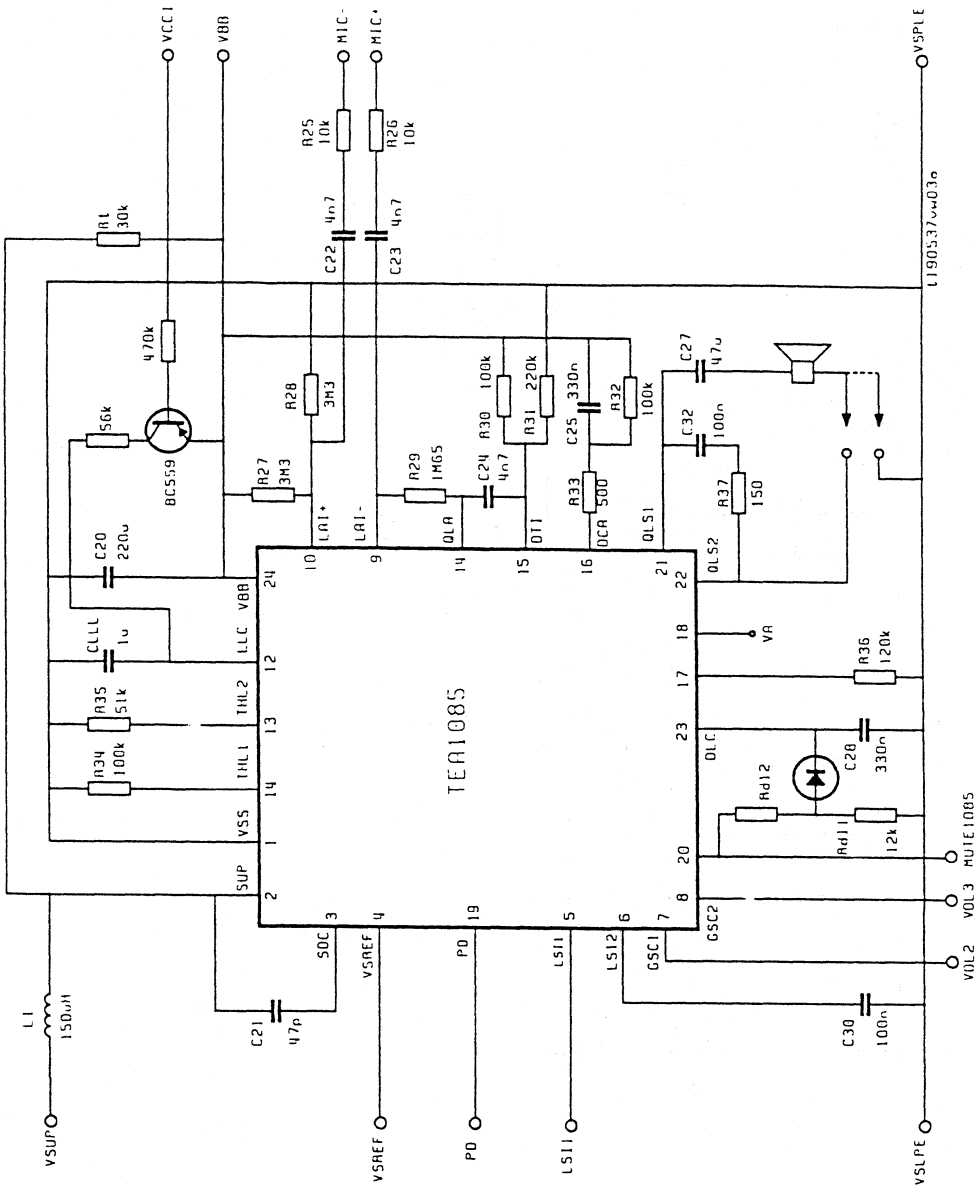 VCC1
VBB
MIC-
MIC+
VSPLE
R1
30k
R25
10k
R26
10k
C22
4n7
C23
4n7
470k
56k
BC559
R28
3M3
R27
3M3
R29
1M65
C24
4n7
R30
100k
R31
220k
C25
330n
R32
100k
R33
500
C27
47u
C32
100n
R37
150
C20
220u
CLLL
1u
R35
51k
R34
100k
LAI+
10
LAI-
9
QLA
14
DTI
15
DCA
16
QLS1
21
QLS2
22
VBB
24
LLC
12
THL2
13
THL1
14
VSS
1
SUP
2
TEA1085
18
VA
17
R36
120k
23
DLC
C28
330n
Rd12
Rd11
12k
20
MUTE1085
8
GSC2
VOL3
3
SOC
4
VSREF
19
PD
5
LSI1
6
LSI2
7
GSC1
VOL2
C30
100n
C21
47p
L1
150uH
VSUP
VSREF
PD
LSI1
VSLPE